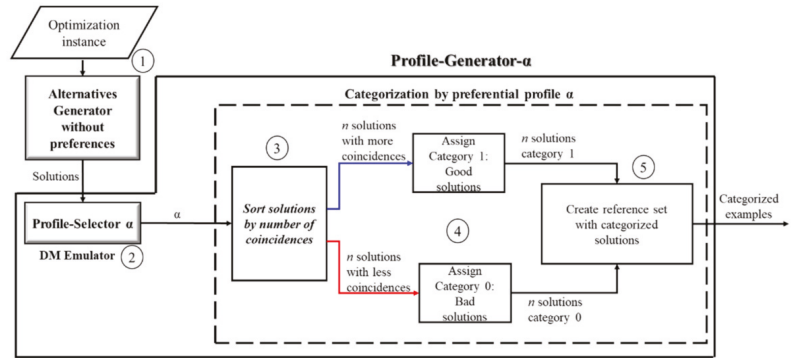 Optimization
instance
1
Profile-Generator-α
Alternatives
Generator
without
preferences
Categorization by preferential profile α
Solutions
Profile-Selector α
DM Emulator
2
α
3
Sort solutions
by number of
coincidences
n solutions
with more
coincidences
n solutions
with less
coincidences
Assign
Category 1:
Good
solutions
4
Assign
Category 0:
Bad
solutions
n solutions
category 1
n solutions
category 0
5
Create reference set
with categorized
solutions
Categorized
examples